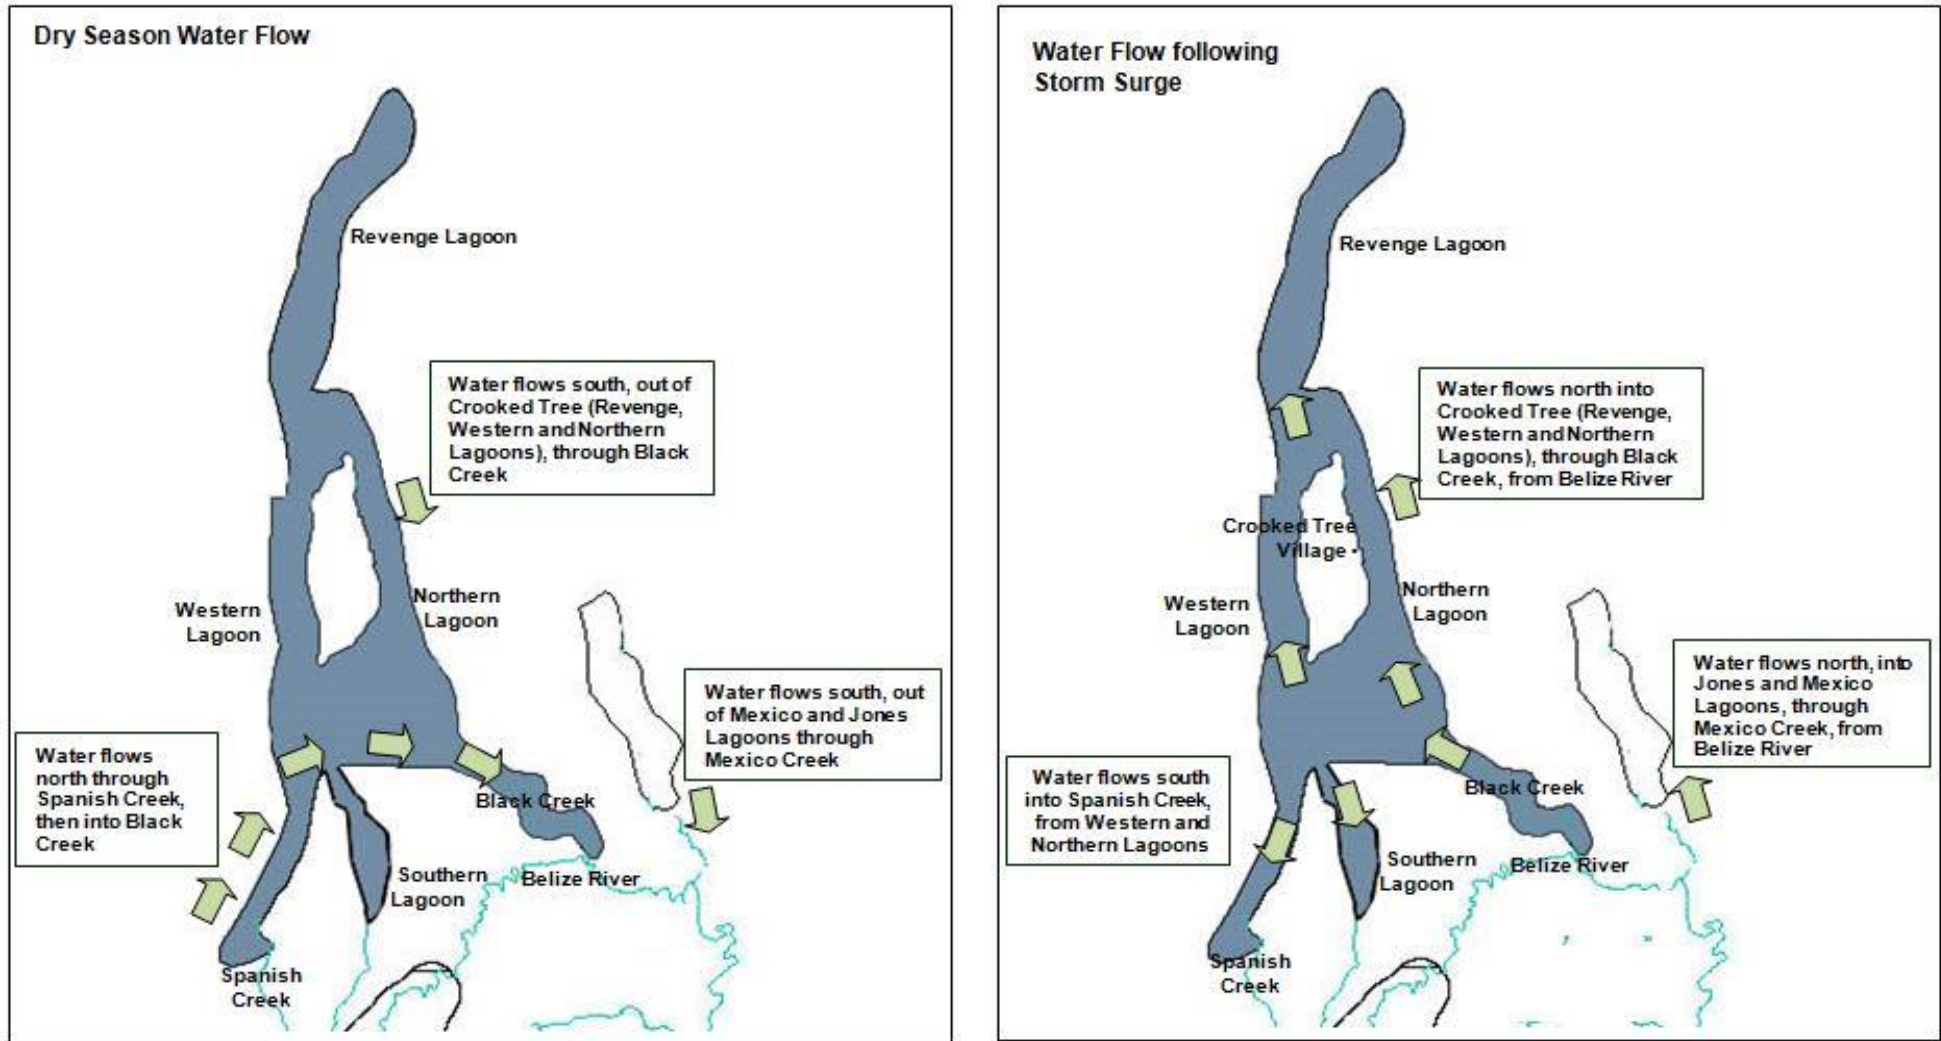 Dry Season Water Flow
Revenge Lagoon
Water flows south, out of
Crooked Tree (Revenge,
Western and Northern
Lagoons), through Black
Creek
Western
Lagoon
Northern
Lagoon
Water flows south, out
of Mexico and Jones
Lagoons through
Mexico Creek
Water flows
north through
Spanish Creek,
then into Black
Creek
Black Creek
Southern
Lagoon
Belize River
Spanish
Creek
Water Flow following
Storm Surge
Revenge Lagoon
Water flows north into
Crooked Tree (Revenge,
Western and Northern
Lagoons), through Black
Creek, from Belize River
Crooked Tree
Village
Western
Lagoon
Northern
Lagoon
Water flows north, into
Jones and Mexico
Lagoons, through
Mexico Creek, from
Belize River
Water flows south
into Spanish Creek,
from Western and
Northern Lagoons
Black Creek
Southern
Lagoon
Belize River
Spanish
Creek